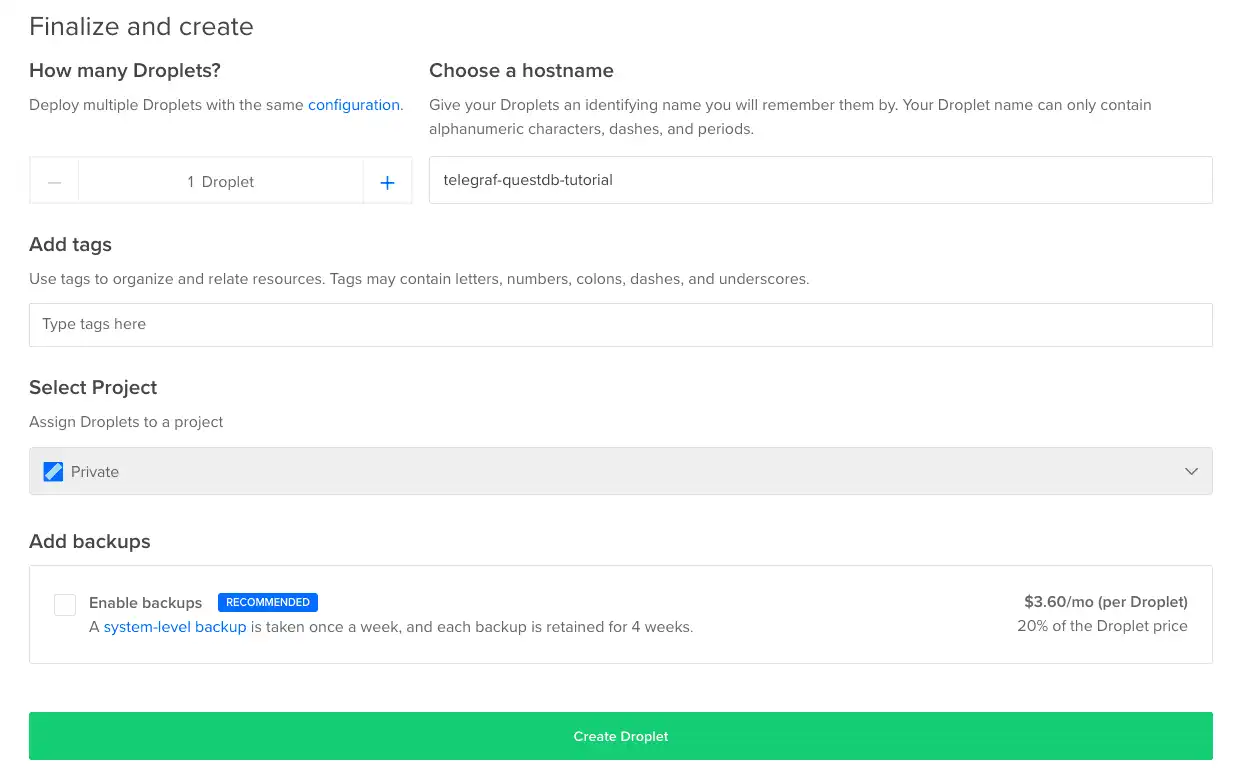 Finalize and create
How many Droplets?
Deploy multiple Droplets with the same configuration.
1 Droplet
Choose a hostname
Give your Droplets an identifying name you will remember them by. Your Droplet name can only contain
alphanumeric characters, dashes, and periods.
telegraf-questdb-tutorial
Add tags
Use tags to organize and relate resources. Tags may contain letters, numbers, colons, dashes, and underscores.
Type tags here
Select Project
Assign Droplets to a project
Private
Add backups
Enable backups RECOMMENDED
A system-level backup is taken once a week, and each backup is retained for 4 weeks.
$3.60/mo (per Droplet)
20% of the Droplet price
Create Droplet